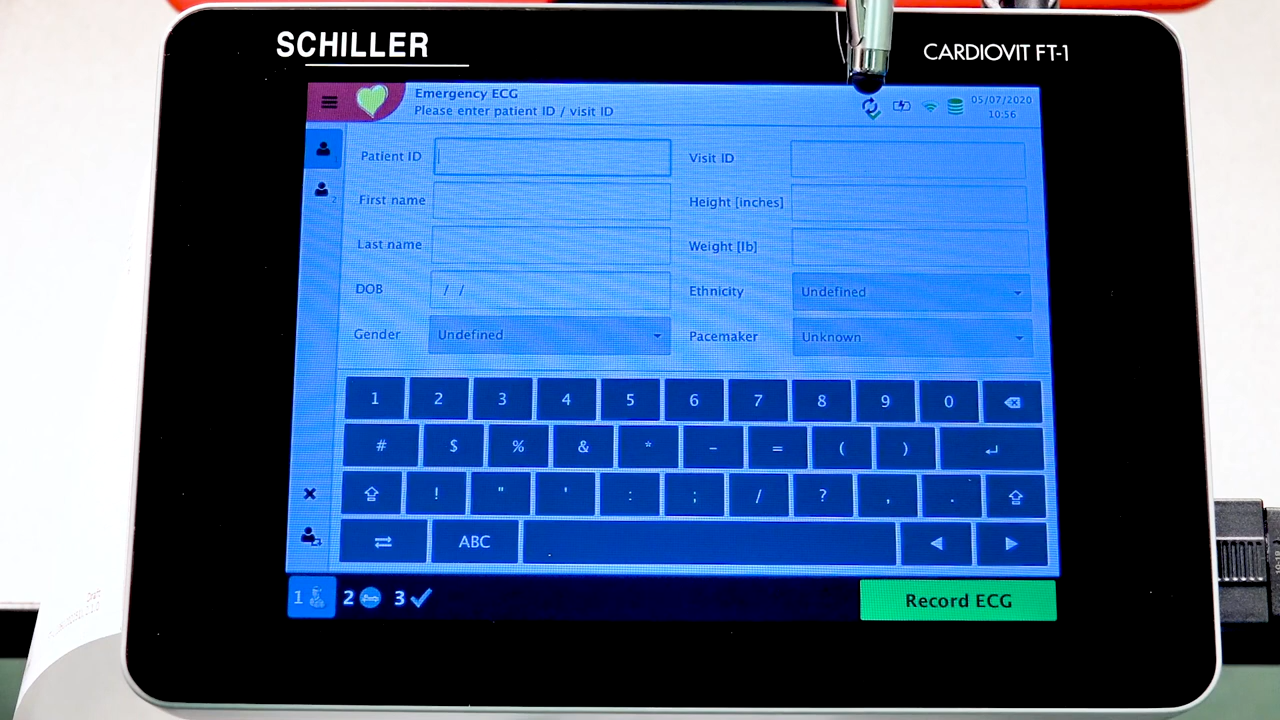 SCHILLER
CARDIOVIT FT-1
Emergency ECG
Please enter patient ID / visit ID
05/07/2020
10:56
Patient ID
Visit ID
First name
Height [inches]
Last name
Weight [lb]
DOB / /
Ethnicity Undefined
Gender Undefined
Pacemaker Unknown
2
1 2 3 4 5 6 7 8 9 0
# $ % & * – = ( )
! " ' : ; / ? , .
ABC
1 2 3
Record ECG